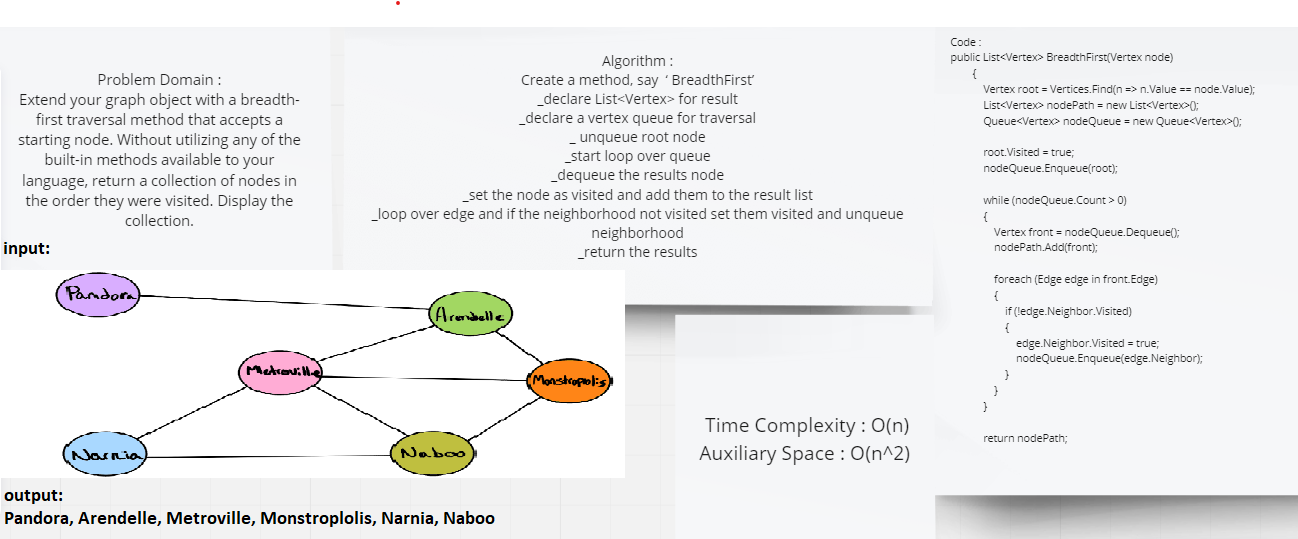 Problem Domain :
Extend your graph object with a breadth-
first traversal method that accepts a
starting node. Without utilizing any of the
built-in methods available to your
language, return a collection of nodes in
the order they were visited. Display the
collection.
input:
Pandora
Arendelle
Metroville
Monstropolis
Narnia
Naboo
output:
Pandora, Arendelle, Metroville, Monstroplolis, Narnia, Naboo
Algorithm :
Create a method, say ‘ BreadthFirst’
_declare List<Vertex> for result
_declare a vertex queue for traversal
_ unqueue root node
_start loop over queue
_dequeue the results node
_set the node as visited and add them to the result list
_loop over edge and if the neighborhood not visited set them visited and unqueue
neighborhood
_return the results
Time Complexity : O(n)
Auxiliary Space : O(n^2)
Code :
public List<Vertex> BreadthFirst(Vertex node)
{
Vertex root = Vertices.Find(n => n.Value == node.Value);
List<Vertex> nodePath = new List<Vertex>();
Queue<Vertex> nodeQueue = new Queue<Vertex>();
root.Visited = true;
nodeQueue.Enqueue(root);
while (nodeQueue.Count > 0)
{
Vertex front = nodeQueue.Dequeue();
nodePath.Add(front);
foreach (Edge edge in front.Edge)
{
if (!edge.Neighbor.Visited)
{
edge.Neighbor.Visited = true;
nodeQueue.Enqueue(edge.Neighbor);
}
}
}
return nodePath;